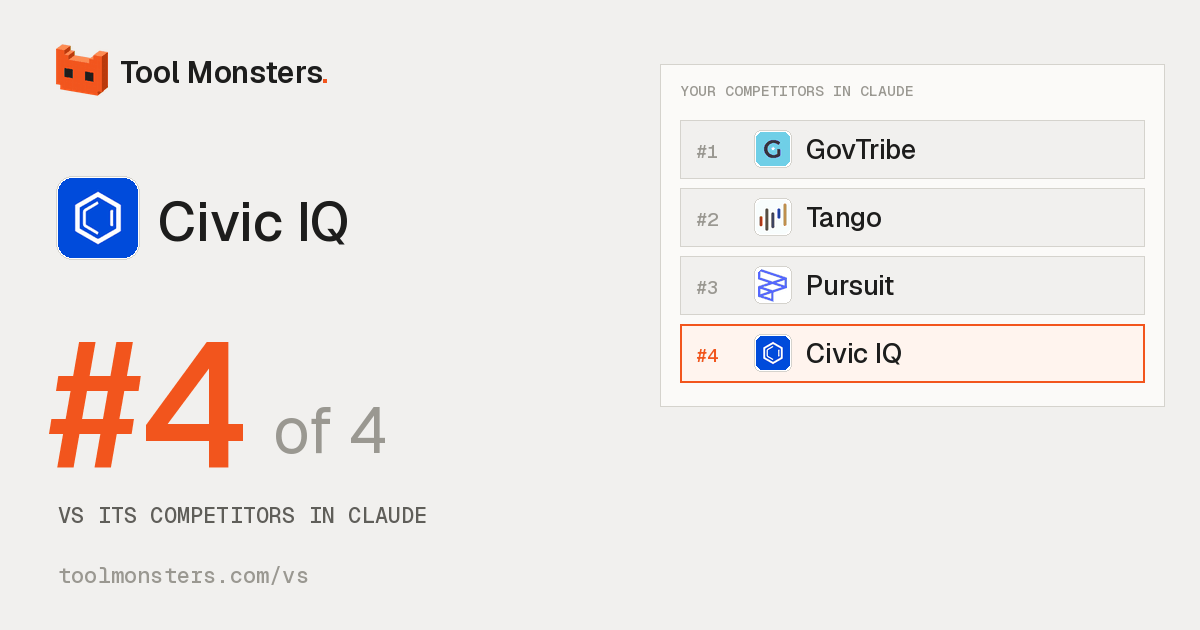 Tool Monsters.
Civic IQ
#4 of 4
VS ITS COMPETITORS IN CLAUDE
toolmonsters.com/vs
YOUR COMPETITORS IN CLAUDE
#1 GovTribe
#2 Tango
#3 Pursuit
#4 Civic IQ